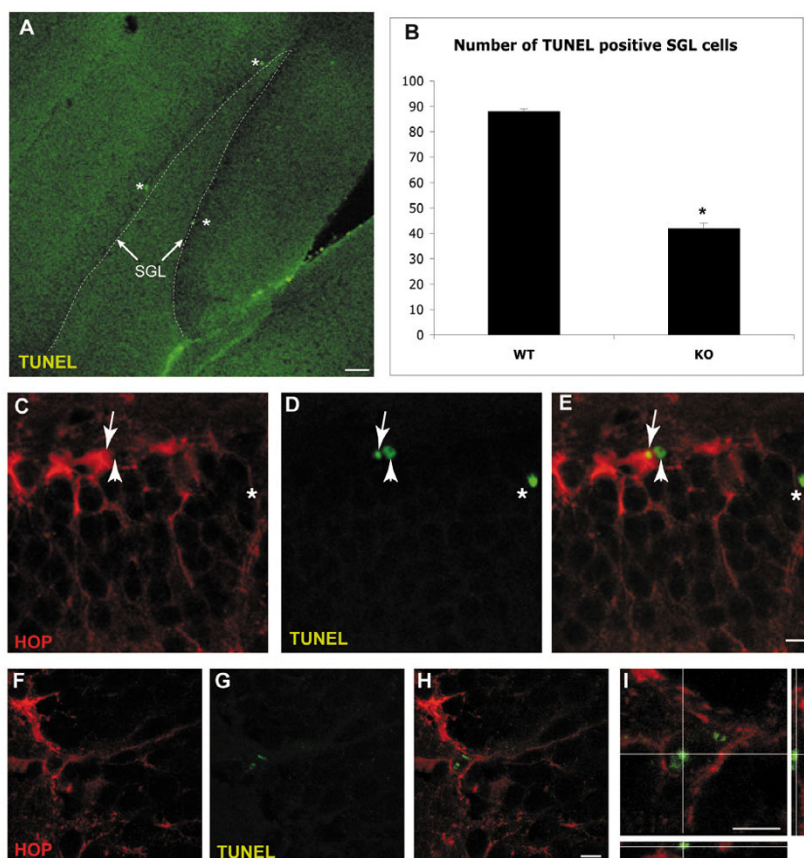 A
*
*
*
SGL
TUNEL
B
Number of TUNEL positive SGL cells
100
90
80
70
60
50
40
30
20
10
0
*
WT
KO
C
*
HOP
D
*
TUNEL
E
*
F
HOP
G
TUNEL
H
I